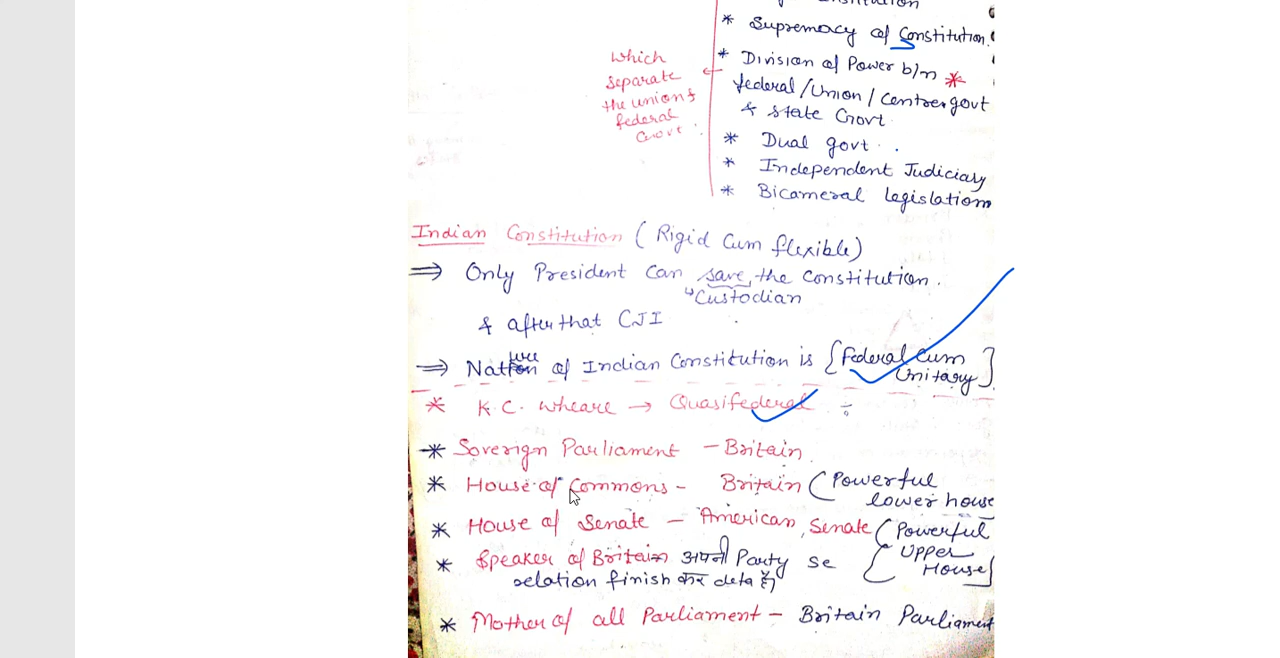 * Supremacy of Constitution.
* Division of Power b/n *
federal/Union/Centre govt
& state Govt.
which
separate
the union &
federal
Govt.
* Dual govt.
* Independent Judiciary
* Bicameral legislation
Indian Constitution (Rigid Cum flexible)
⇒ Only President can save the constitution.
↳Custodian
& after that CJI
⇒ Nature of Indian Constitution is {Federal Cum
Unitary}
* K.C. wheare → Quasifederal ÷
* Soverign Parliament - Britain
* House of Commons - Britain (Powerful
lower house
* House of Senate - American Senate (Powerful
Upper
House)
* Speaker of Britain अपनी Party se
relation finish कर deta है
* Mother of all Parliament - Britain Parliament